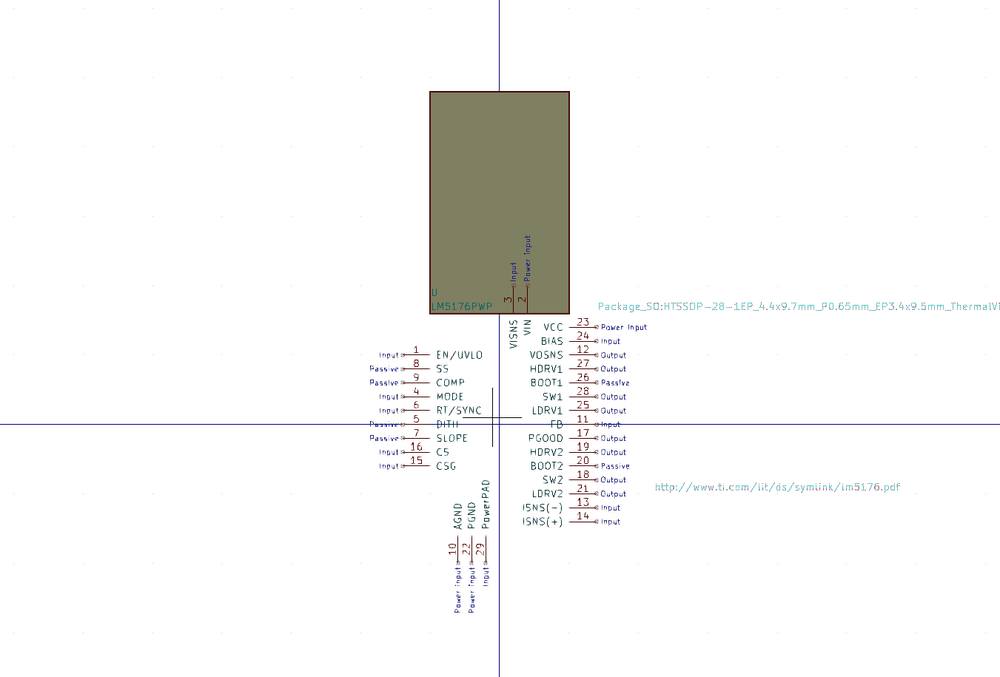 Input
Power Input
3
2
U
LM5176PWP
Package_SO:HTSSOP-28-1EP_4.4x9.7mm_P0.65mm_EP3.4x9.5mm_ThermalVi
VISNS
VIN
VCC 23 Power Input
BIAS 24 Input
Input 1 EN/UVLO VOSNS 12 Output
Passive 8 SS HDRV1 27 Output
Passive 9 COMP BOOT1 26 Passive
Input 4 MODE SW1 28 Output
Input 6 RT/SYNC LDRV1 25 Output
Passive 5 DITH FB 11 Input
Passive 7 SLOPE PGOOD 17 Output
Input 16 CS HDRV2 19 Output
Input 15 CSG BOOT2 20 Passive
SW2 18 Output
http://www.ti.com/lit/ds/symlink/lm5176.pdf
LDRV2 21 Output
ISNS(-) 13 Input
ISNS(+) 14 Input
AGND
PGND
PowerPAD
10
22
29
Power Input
Power Input
Input